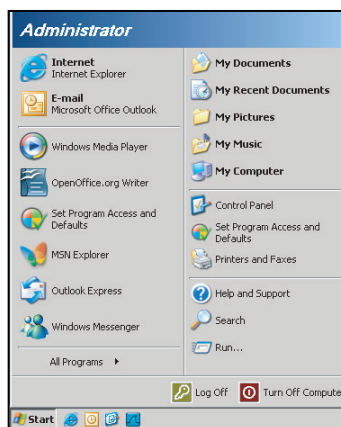 Administrator
Internet
Internet Explorer
E-mail
Microsoft Office Outlook
Windows Media Player
OpenOffice.org Writer
Set Program Access and
Defaults
MSN Explorer
Outlook Express
Windows Messenger
All Programs
My Documents
My Recent Documents
My Pictures
My Music
My Computer
Control Panel
Set Program Access and
Defaults
Printers and Faxes
Help and Support
Search
Run...
Log Off
Turn Off Compute
Start